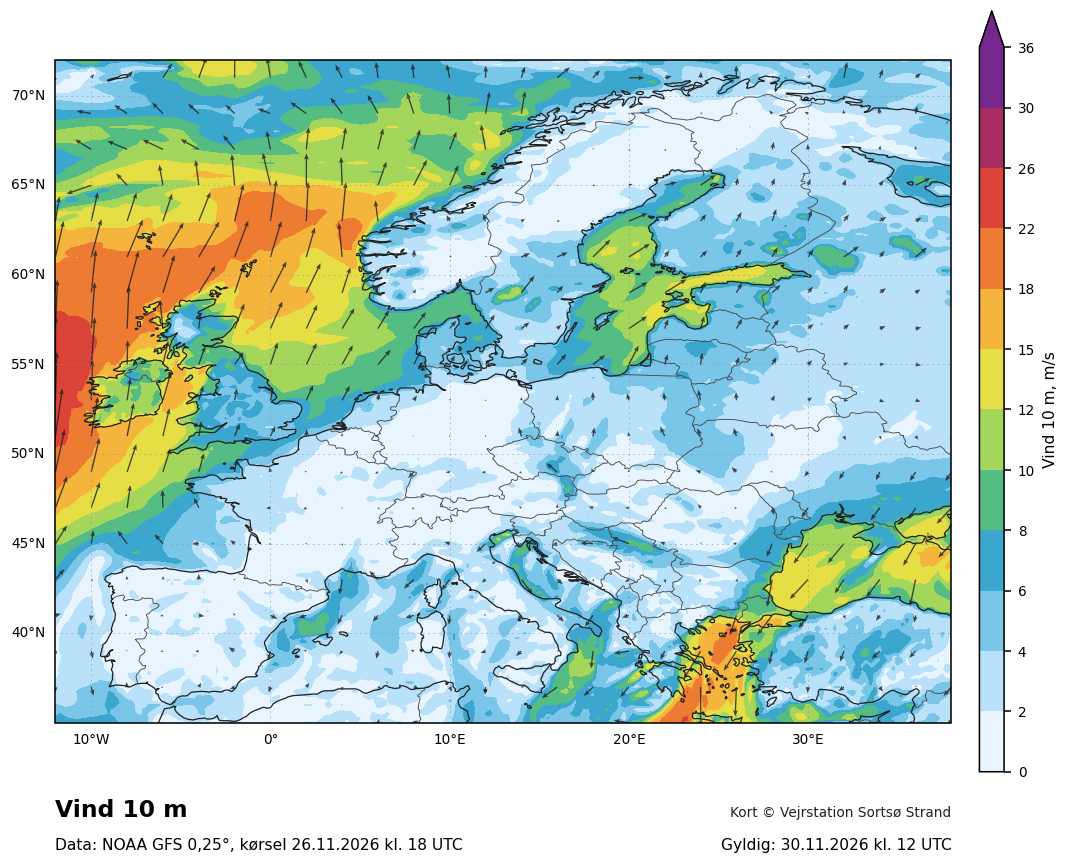 70°N
65°N
60°N
55°N
50°N
45°N
40°N
10°W
0°
10°E
20°E
30°E
36
30
26
22
18
15
12
10
8
6
4
2
0
Vind 10 m, m/s
Vind 10 m
Kort © Vejrstation Sortsø Strand
Data: NOAA GFS 0,25°, kørsel 26.11.2026 kl. 18 UTC
Gyldig: 30.11.2026 kl. 12 UTC